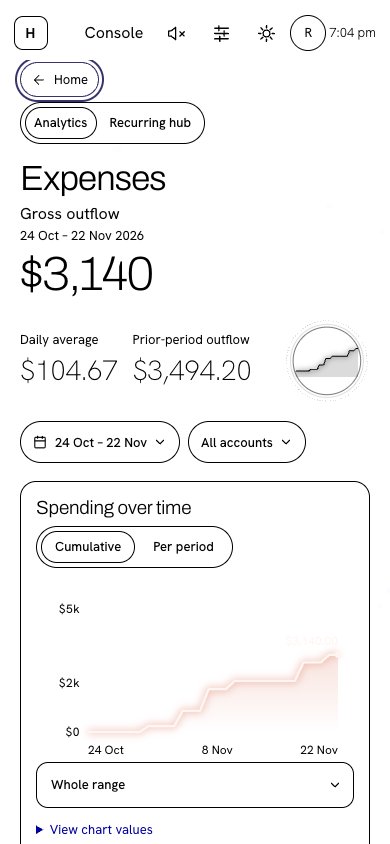 H Console R 7:04 pm
Home
Analytics Recurring hub
Expenses
Gross outflow
24 Oct – 22 Nov 2026
$3,140
Daily average Prior-period outflow
$104.67 $3,494.20
24 Oct – 22 Nov All accounts
Spending over time
Cumulative Per period
$5k
$2k
$0
24 Oct 8 Nov 22 Nov
Whole range
View chart values